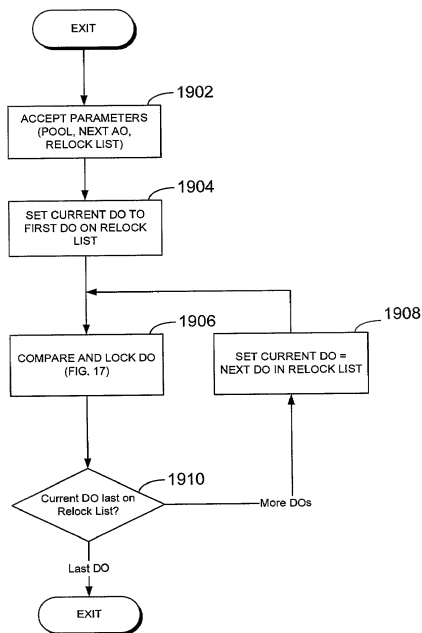 EXIT
1902
ACCEPT PARAMETERS
(POOL, NEXT AO,
RELOCK LIST)
1904
SET CURRENT DO TO
FIRST DO ON RELOCK
LIST
1906
COMPARE AND LOCK DO
(FIG. 17)
1908
SET CURRENT DO =
NEXT DO IN RELOCK LIST
1910
Current DO last on
Relock List?
More DOs
Last DO
EXIT